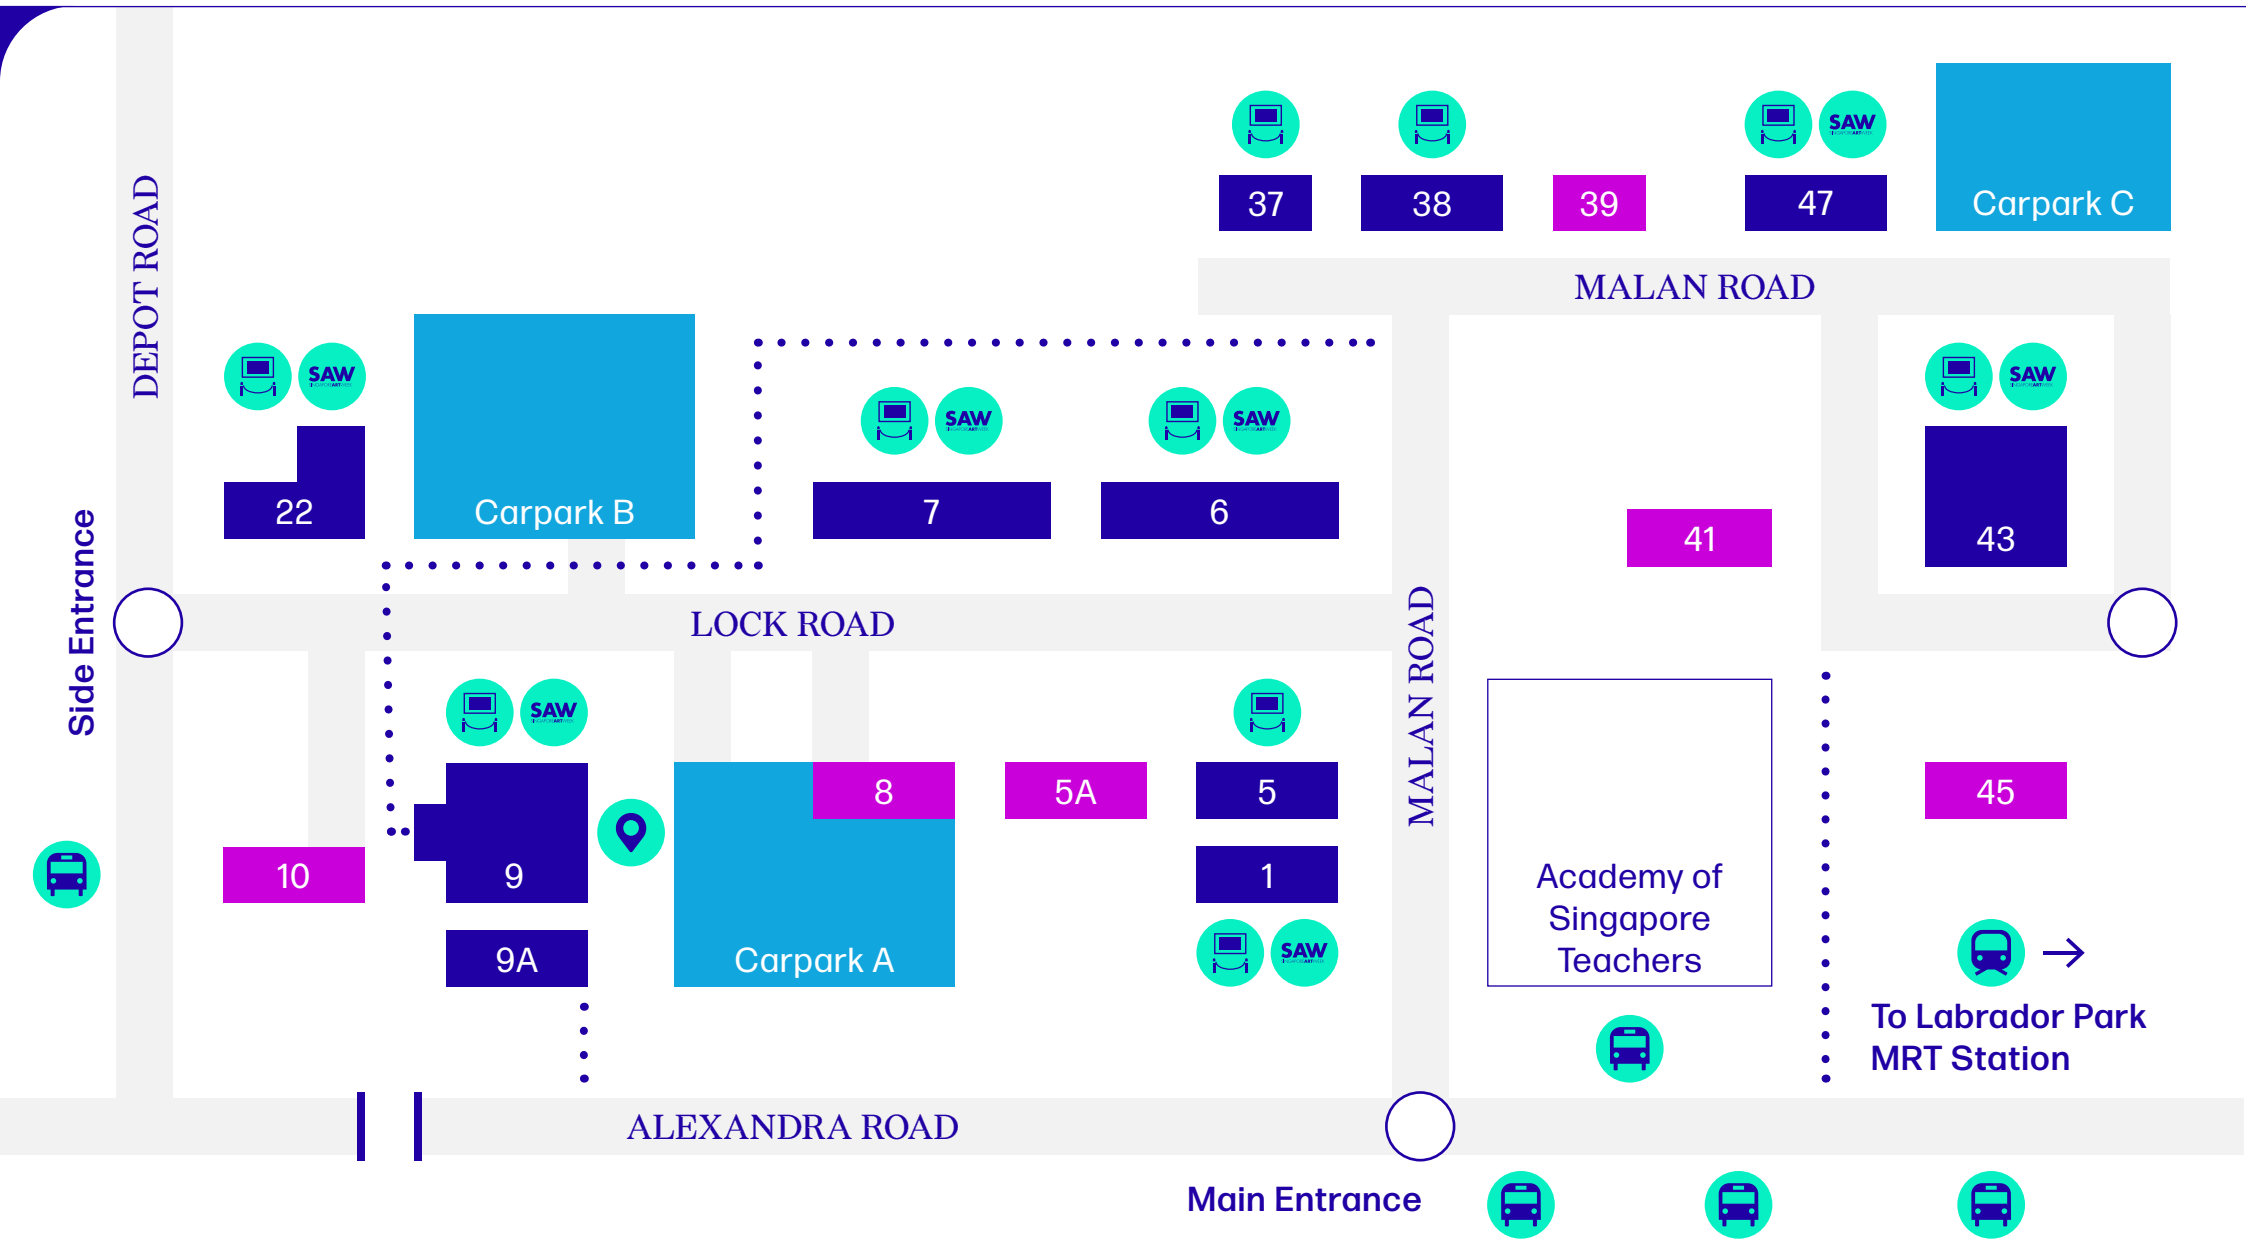 SAW
37
38
39
47
Carpark C
DEPOT ROAD
MALAN ROAD
SAW
SAW
SAW
SAW
22
Carpark B
7
6
41
43
Side Entrance
LOCK ROAD
MALAN ROAD
SAW
8
5A
5
45
10
9
1
Academy of
Singapore
Teachers
9A
Carpark A
SAW
To Labrador Park
MRT Station
ALEXANDRA ROAD
Main Entrance